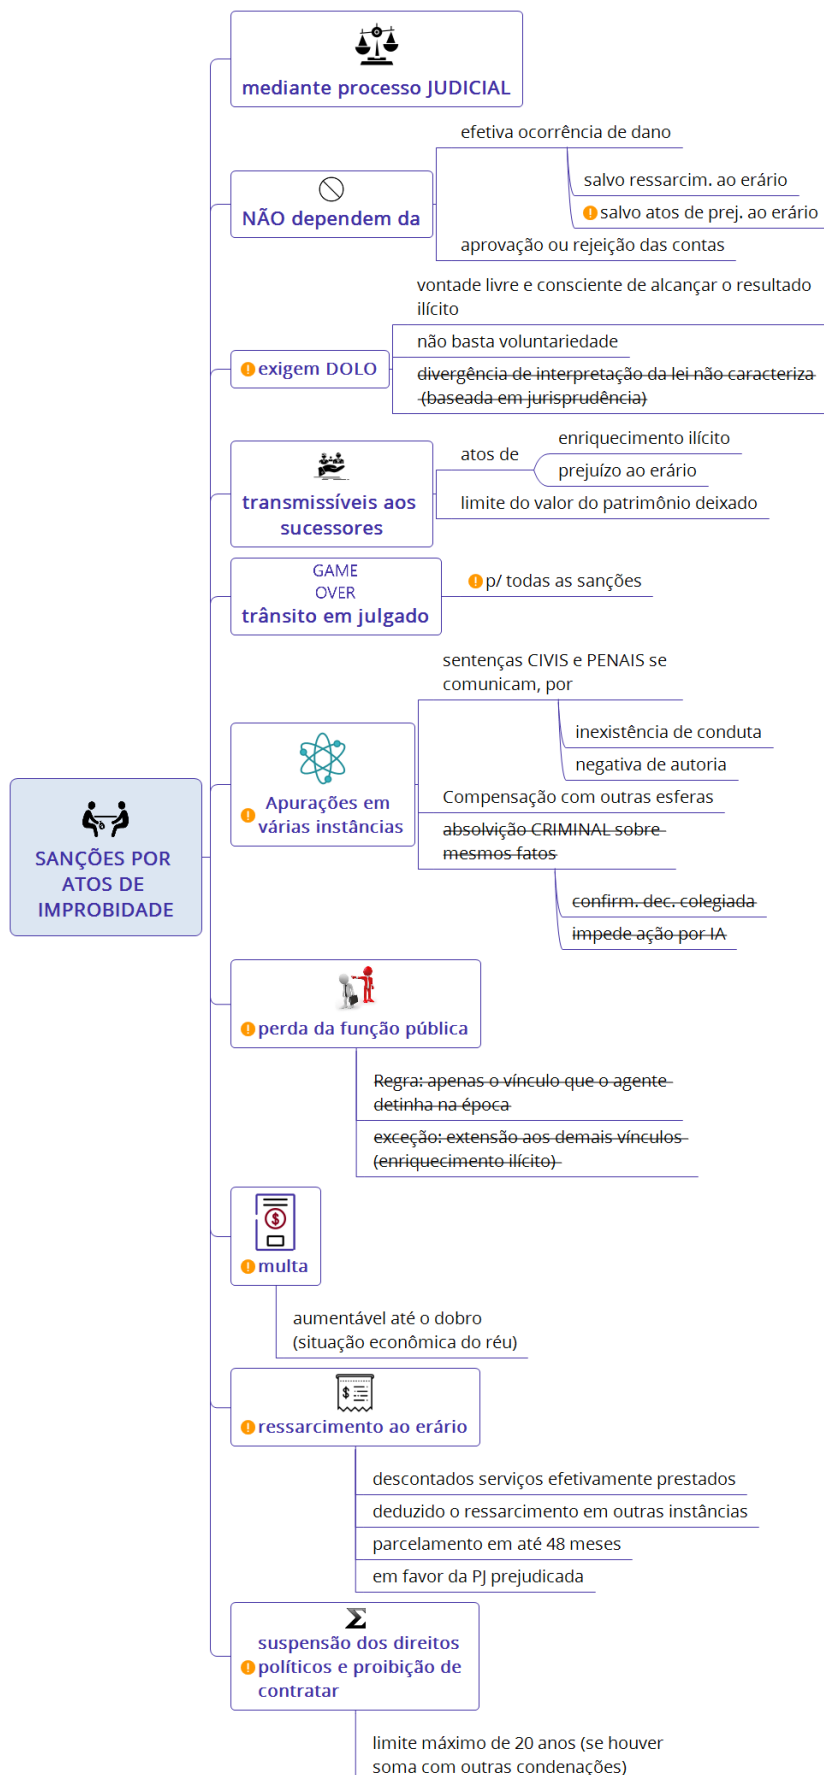 mediante processo JUDICIAL
efetiva ocorrência de dano
salvo ressarcim. ao erário
salvo atos de prej. ao erário
NÃO dependem da
aprovação ou rejeição das contas
vontade livre e consciente de alcançar o resultado
ilícito
não basta voluntariedade
exigem DOLO
divergência de interpretação da lei não caracteriza
(baseada em jurisprudência)
enriquecimento ilícito
atos de
prejuízo ao erário
transmissíveis aos
sucessores
limite do valor do patrimônio deixado
GAME
OVER
trânsito em julgado
p/ todas as sanções
sentenças CIVIS e PENAIS se
comunicam, por
inexistência de conduta
negativa de autoria
Apurações em
várias instâncias
Compensação com outras esferas
absolvição CRIMINAL sobre
mesmos fatos
confirm. dec. colegiada
impede ação por IA
SANÇÕES POR
ATOS DE
IMPROBIDADE
perda da função pública
Regra: apenas o vínculo que o agente
detinha na época
exceção: extensão aos demais vínculos
(enriquecimento ilícito)
multa
aumentável até o dobro
(situação econômica do réu)
ressarcimento ao erário
descontados serviços efetivamente prestados
deduzido o ressarcimento em outras instâncias
parcelamento em até 48 meses
em favor da PJ prejudicada
suspensão dos direitos
políticos e proibição de
contratar
limite máximo de 20 anos (se houver
soma com outras condenações)